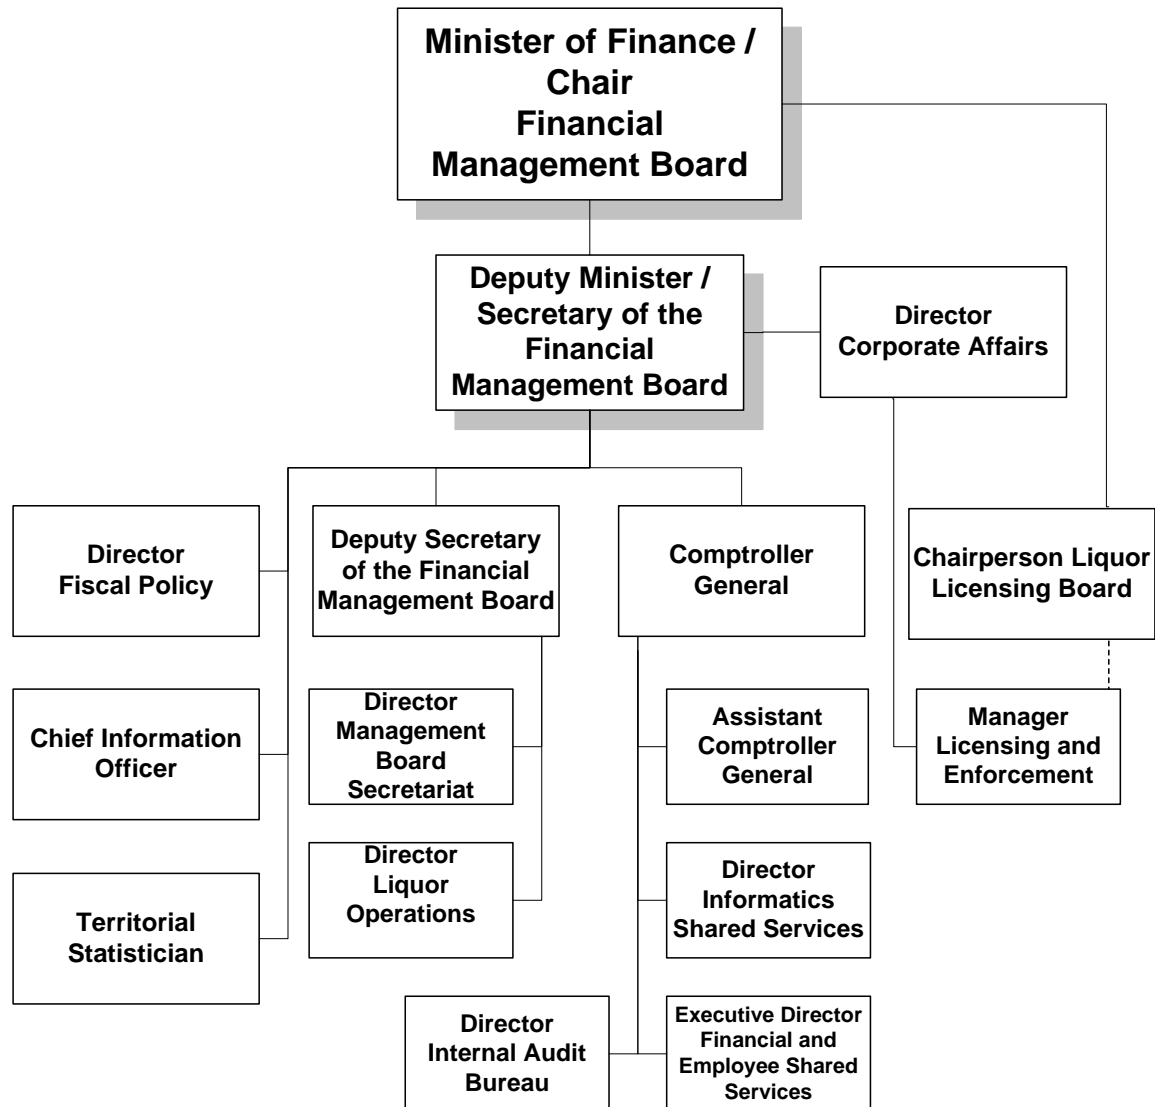 Minister of Finance /
Chair
Financial
Management Board
Deputy Minister /
Secretary of the
Financial
Management Board
Director
Corporate Affairs
Director
Fiscal Policy
Deputy Secretary
of the Financial
Management Board
Comptroller
General
Chairperson Liquor
Licensing Board
Chief Information
Officer
Director
Management
Board
Secretariat
Assistant
Comptroller
General
Manager
Licensing and
Enforcement
Territorial
Statistician
Director
Liquor
Operations
Director
Informatics
Shared Services
Director
Internal Audit
Bureau
Executive Director
Financial and
Employee Shared
Services